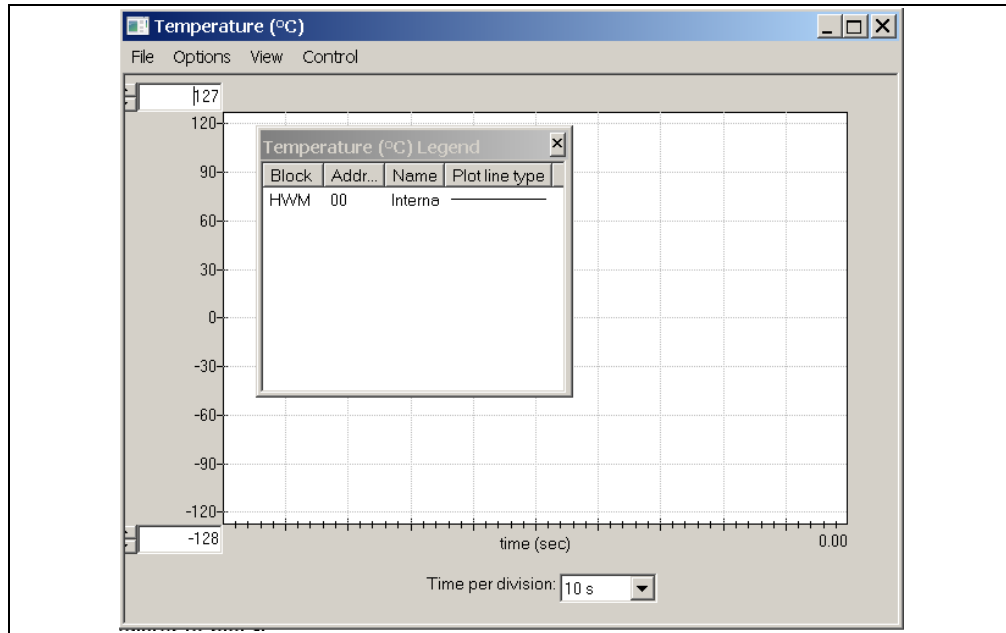 Temperature (°C)
File Options View Control
127
120
Temperature (°C) Legend
90
Block Addr... Name Plot line type
HWM 00 Interna
60
30
0
-30
-60
-90
-120
-128
time (sec) 0.00
Time per division: 10 s